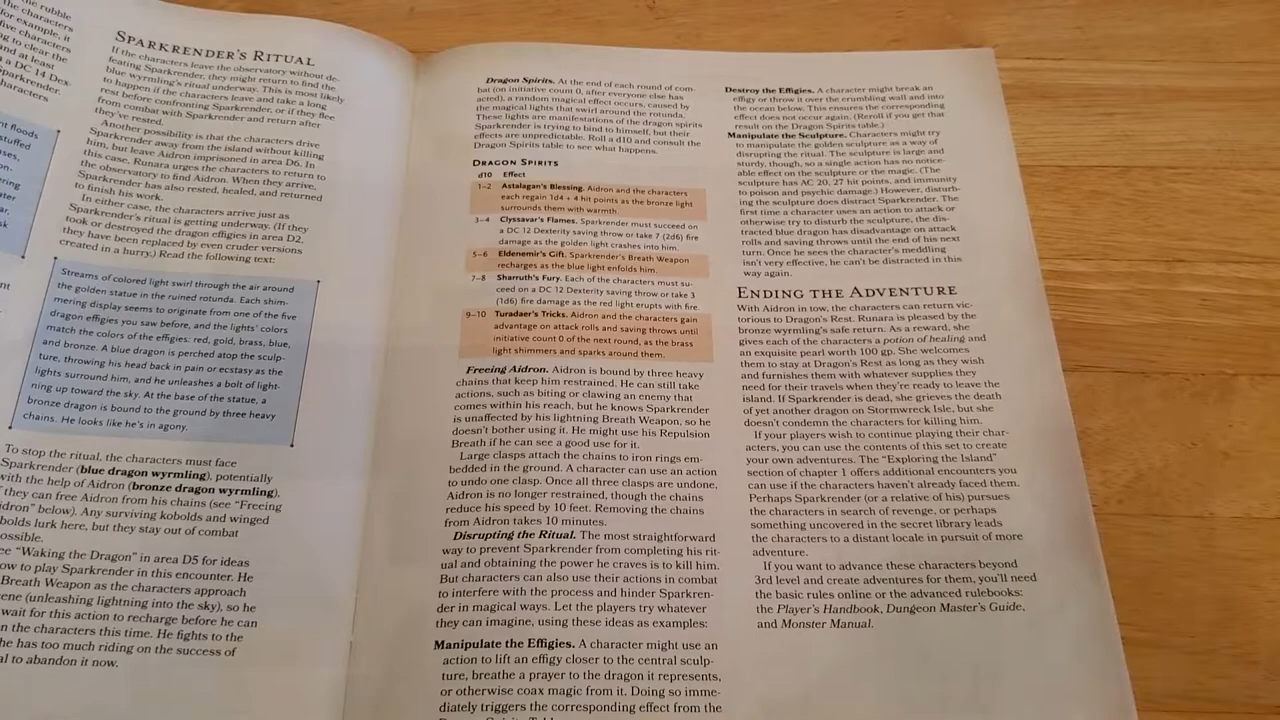 the rubble
the characters
for example, it
five characters
ng to clear the
nd at least
a DC 14 Dex-
Sparkrender.
characters
nt floods
stuffed
ses,
on-
ering
ater
ar,
sk
nt
SPARKRENDER'S RITUAL
If the characters leave the observatory without de-
feating Sparkrender, they might return to find the
blue wyrmling's ritual underway. This is most likely
to happen if the characters leave and take a long
rest before confronting Sparkrender, or if they flee
from combat with Sparkrender and return after
they've rested.
Another possibility is that the characters drive
Sparkrender away from the island without killing
him, but leave Aidron imprisoned in area D6. In
this case, Runara urges the characters to return to
the observatory to find Aidron. When they arrive,
Sparkrender has also rested, healed, and returned
to finish his work.
In either case, the characters arrive just as
Sparkrender's ritual is getting underway. (If they
took or destroyed the dragon effigies in area D2,
they have been replaced by even cruder versions
created in a hurry.) Read the following text:
Streams of colored light swirl through the air around
the golden statue in the ruined rotunda. Each shim-
mering display seems to originate from one of the five
dragon effigies you saw before, and the lights' colors
match the colors of the effigies: red, gold, brass, blue,
and bronze. A blue dragon is perched atop the sculp-
ture, throwing his head back in pain or ecstasy as the
lights surround him, and he unleashes a bolt of light-
ning up toward the sky. At the base of the statue, a
bronze dragon is bound to the ground by three heavy
chains. He looks like he's in agony.
To stop the ritual, the characters must face
Sparkrender (blue dragon wyrmling), potentially
with the help of Aidron (bronze dragon wyrmling),
f they can free Aidron from his chains (see "Freeing
idron" below). Any surviving kobolds and winged
bolds lurk here, but they stay out of combat
ossible.
ee "Waking the Dragon" in area D5 for ideas
ow to play Sparkrender in this encounter. He
Breath Weapon as the characters approach
ene (unleashing lightning into the sky), so he
wait for this action to recharge before he can
n the characters this time. He fights to the
he has too much riding on the success of
al to abandon it now.
Dragon Spirits. At the end of each round of com-
bat (on initiative count 0, after everyone else has
acted), a random magical effect occurs, caused by
the magical lights that swirl around the rotunda.
These lights are manifestations of the dragon spirits
Sparkrender is trying to bind to himself, but their
effects are unpredictable. Roll a d10 and consult the
Dragon Spirits table to see what happens.
DRAGON SPIRITS
d10 Effect
1–2 Astalagan's Blessing. Aidron and the characters
each regain 1d4 + 4 hit points as the bronze light
surrounds them with warmth.
3–4 Clyssavar's Flames. Sparkrender must succeed on
a DC 12 Dexterity saving throw or take 7 (2d6) fire
damage as the golden light crashes into him.
5–6 Eldenemir's Gift. Sparkrender's Breath Weapon
recharges as the blue light enfolds him.
7–8 Sharruth's Fury. Each of the characters must su-
ceed on a DC 12 Dexterity saving throw or take 3
(1d6) fire damage as the red light erupts with fire.
9–10 Turadaer's Tricks. Aidron and the characters gain
advantage on attack rolls and saving throws until
initiative count 0 of the next round, as the brass
light shimmers and sparks around them.
Freeing Aidron. Aidron is bound by three heavy
chains that keep him restrained. He can still take
actions, such as biting or clawing an enemy that
comes within his reach, but he knows Sparkrender
is unaffected by his lightning Breath Weapon, so he
doesn't bother using it. He might use his Repulsion
Breath if he can see a good use for it.
Large clasps attach the chains to iron rings em-
bedded in the ground. A character can use an action
to undo one clasp. Once all three clasps are undone,
Aidron is no longer restrained, though the chains
reduce his speed by 10 feet. Removing the chains
from Aidron takes 10 minutes.
Disrupting the Ritual. The most straightforward
way to prevent Sparkrender from completing his rit-
ual and obtaining the power he craves is to kill him.
But characters can also use their actions in combat
to interfere with the process and hinder Sparkren-
der in magical ways. Let the players try whatever
they can imagine, using these ideas as examples:
Manipulate the Effigies. A character might use an
action to lift an effigy closer to the central sculp-
ture, breathe a prayer to the dragon it represents,
or otherwise coax magic from it. Doing so imme-
diately triggers the corresponding effect from the
Destroy the Effigies. A character might break an
effigy or throw it over the crumbling wall and into
the ocean below. This ensures the corresponding
effect does not occur again. (Reroll if you get that
result on the Dragon Spirits table.)
Manipulate the Sculpture. Characters might try
to manipulate the golden sculpture as a way of
disrupting the ritual. The sculpture is large and
sturdy, though, so a single action has no notice-
able effect on the sculpture or the magic. (The
sculpture has AC 20, 27 hit points, and immunity
to poison and psychic damage.) However, disturb-
ing the sculpture does distract Sparkrender. The
first time a character uses an action to attack or
otherwise try to disturb the sculpture, the dis-
tracted blue dragon has disadvantage on attack
rolls and saving throws until the end of his next
turn. Once he sees the character's meddling
isn't very effective, he can't be distracted in this
way again.
ENDING THE ADVENTURE
With Aidron in tow, the characters can return vic-
torious to Dragon's Rest. Runara is pleased by the
bronze wyrmling's safe return. As a reward, she
gives each of the characters a potion of healing and
an exquisite pearl worth 100 gp. She welcomes
them to stay at Dragon's Rest as long as they wish
and furnishes them with whatever supplies they
need for their travels when they're ready to leave the
island. If Sparkrender is dead, she grieves the death
of yet another dragon on Stormwreck Isle, but she
doesn't condemn the characters for killing him.
If your players wish to continue playing their char-
acters, you can use the contents of this set to create
your own adventures. The "Exploring the Island"
section of chapter 1 offers additional encounters you
can use if the characters haven't already faced them.
Perhaps Sparkrender (or a relative of his) pursues
the characters in search of revenge, or perhaps
something uncovered in the secret library leads
the characters to a distant locale in pursuit of more
adventure.
If you want to advance these characters beyond
3rd level and create adventures for them, you'll need
the basic rules online or the advanced rulebooks:
the Player's Handbook, Dungeon Master's Guide,
and Monster Manual.